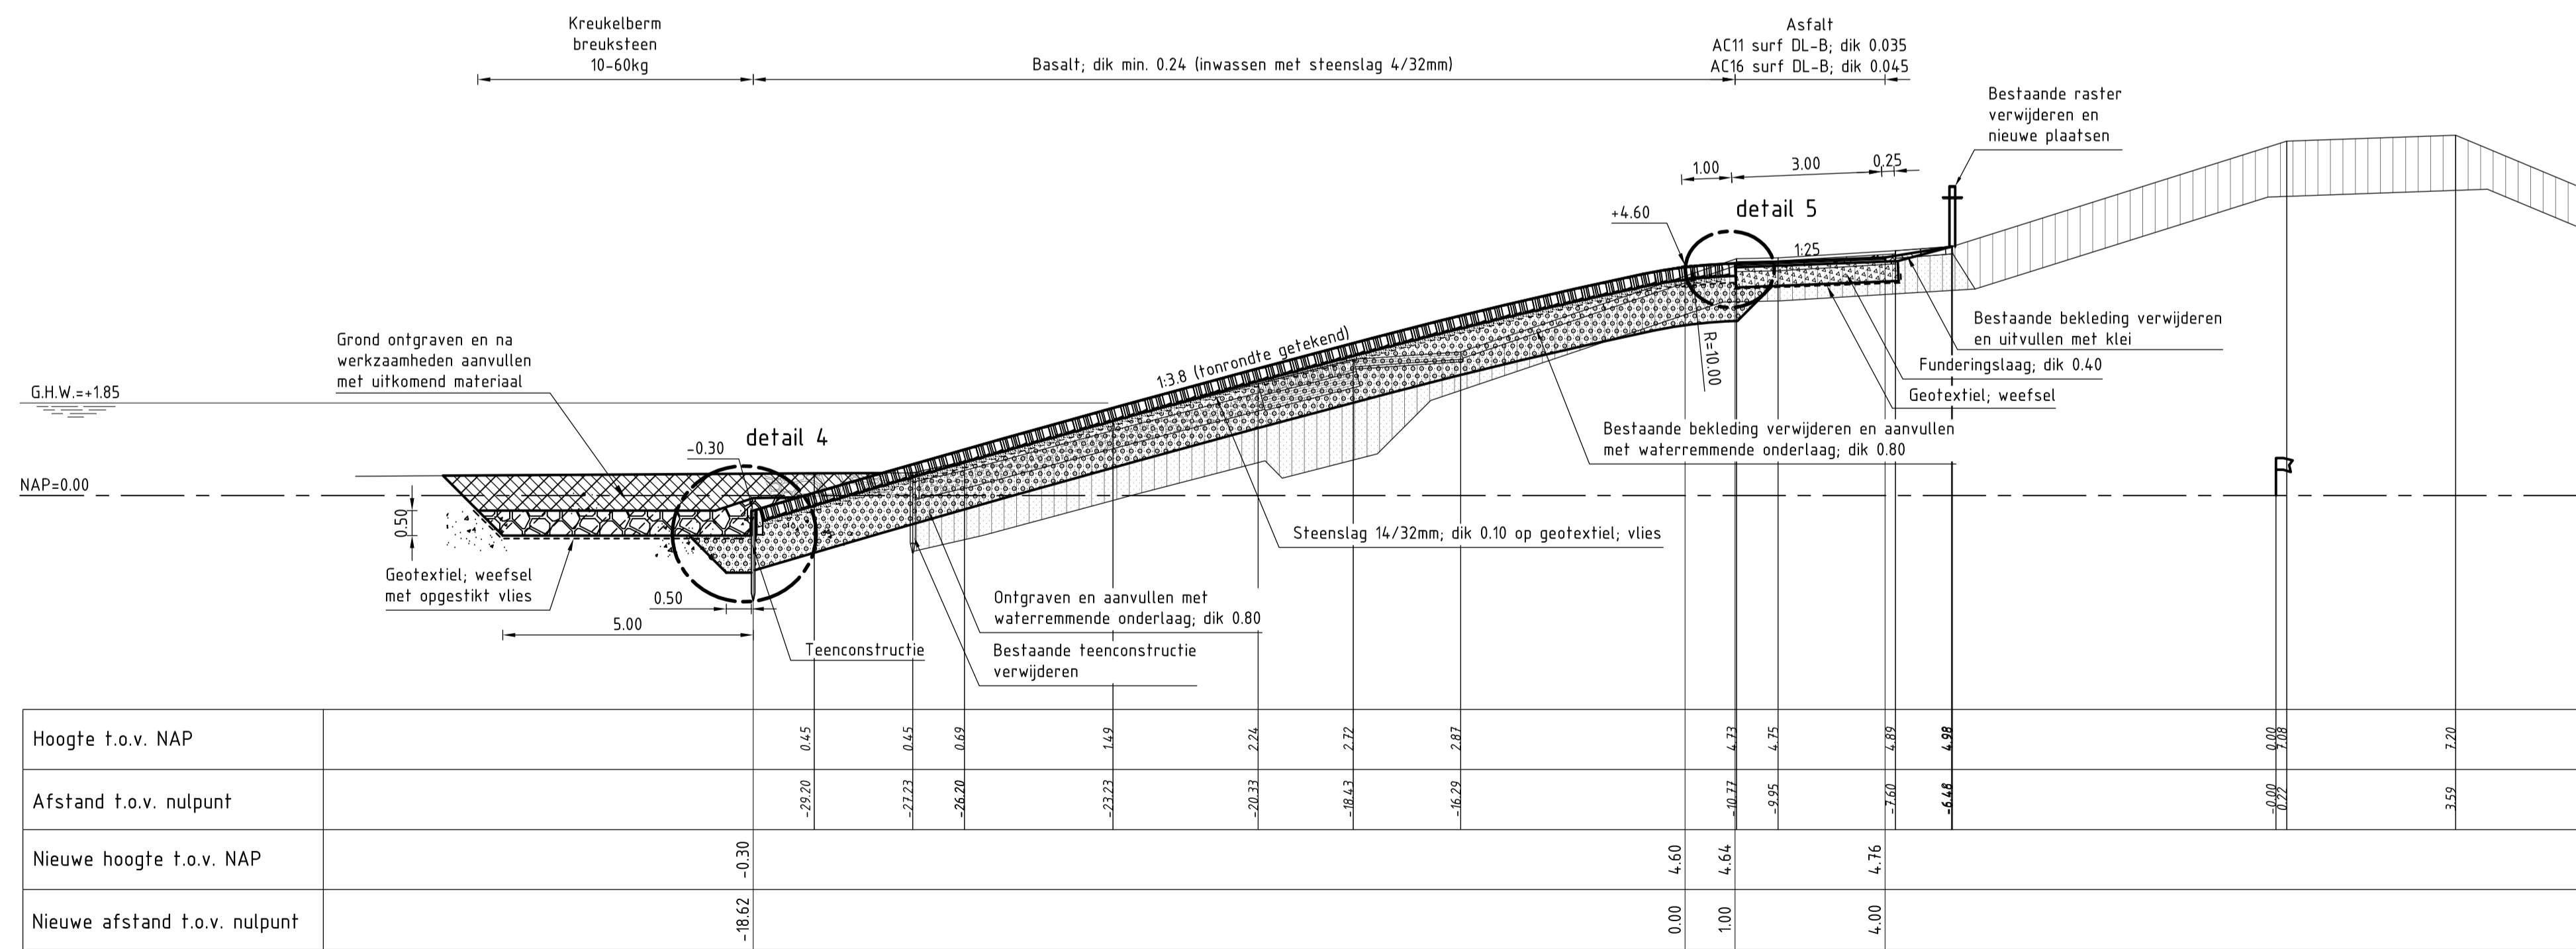 Kreukelberm
breuksteen
10-60kg
Basalt; dik min. 0.24 (inwassen met steenslag 4/32mm)
Asfalt
AC11 surf DL-B; dik 0.035
AC16 surf DL-B; dik 0.045
Bestaande raster
verwijderen en
nieuwe plaatsen
1.00
3.00
0.25
+4.60
detail 5
1:25
Grond ontgraven en na
werkzaamheden aanvullen
met uitkomend materiaal
1:3.8 (tonrondte getekend)
R=10.00
Bestaande bekleding verwijderen
en uitvullen met klei
Funderingslaag; dik 0.40
Geotextiel; weefsel
G.H.W.=+1.85
detail 4
-0.30
Bestaande bekleding verwijderen en aanvullen
met waterremmende onderlaag; dik 0.80
NAP=0.00
0.50
Steenslag 14/32mm; dik 0.10 op geotextiel; vlies
Geotextiel; weefsel
met opgestikt vlies
0.50
5.00
Ontgraven en aanvullen met
waterremmende onderlaag; dik 0.80
Teenconstructie
Bestaande teenconstructie
verwijderen
Hoogte t.o.v. NAP 0.45 0.45 0.69 1.49 2.24 2.72 2.87 4.73 4.75 4.89 4.98 0.00 7.08 7.20
Afstand t.o.v. nulpunt -29.20 -27.23 -26.20 -23.23 -20.33 -18.43 -16.29 -10.77 -9.95 -7.60 -6.48 -0.00 0.22 3.59
Nieuwe hoogte t.o.v. NAP -0.30 4.60 4.64 4.76
Nieuwe afstand t.o.v. nulpunt -18.62 0.00 1.00 4.00